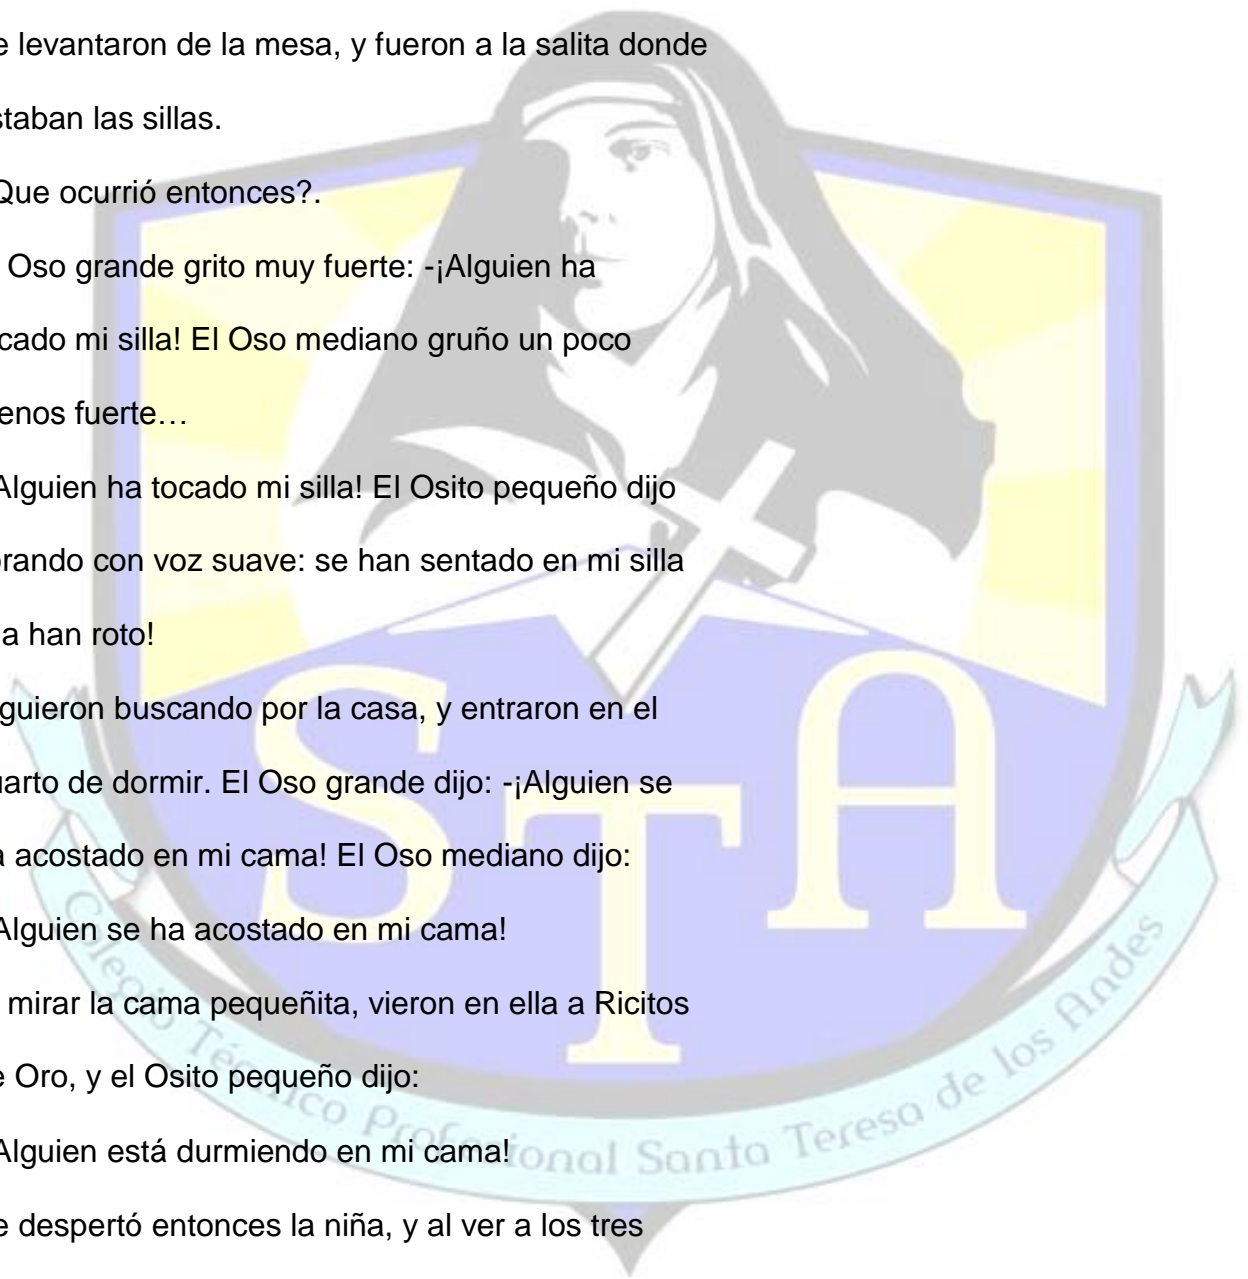 e levantaron de la mesa, y fueron a la salita donde
staban las sillas.
Que ocurrió entonces?.
Oso grande grito muy fuerte: -¡Alguien ha
cado mi silla! El Oso mediano gruño un poco
enos fuerte…
Alguien ha tocado mi silla! El Osito pequeño dijo
orando con voz suave: se han sentado en mi silla
a han roto!
guieron buscando por la casa, y entraron en el
uarto de dormir. El Oso grande dijo: -¡Alguien se
a acostado en mi cama! El Oso mediano dijo:
Alguien se ha acostado en mi cama!
mirar la cama pequeñita, vieron en ella a Ricitos
e Oro, y el Osito pequeño dijo:
Alguien está durmiendo en mi cama!
e despertó entonces la niña, y al ver a los tres
STA
Colegio Técnico Profesional Santa Teresa de los Andes